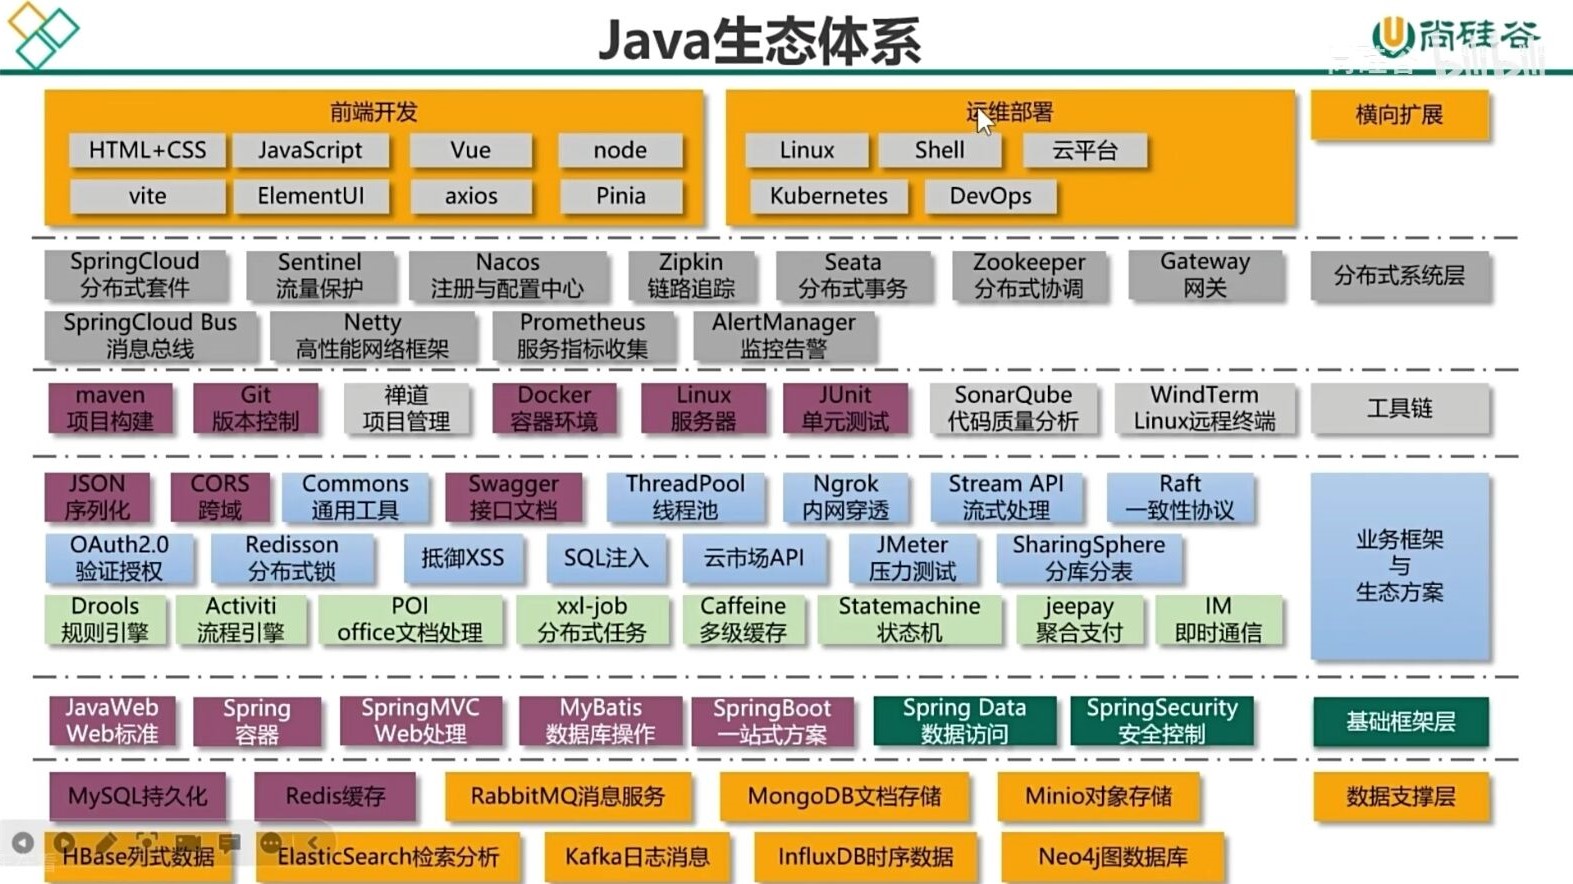 Java生态体系
尚硅谷
尚硅谷 bilibili
前端开发
HTML+CSS JavaScript Vue node
vite ElementUI axios Pinia
运维部署
Linux Shell 云平台
Kubernetes DevOps
横向扩展
SpringCloud Sentinel Nacos Zipkin Seata Zookeeper Gateway
分布式套件 流量保护 注册与配置中心 链路追踪 分布式事务 分布式协调 网关
分布式系统层
SpringCloud Bus Netty Prometheus AlertManager
消息总线 高性能网络框架 服务指标收集 监控告警
maven Git 禅道 Docker Linux JUnit SonarQube WindTerm
项目构建 版本控制 项目管理 容器环境 服务器 单元测试 代码质量分析 Linux远程终端
工具链
JSON CORS Commons Swagger ThreadPool Ngrok Stream API Raft
序列化 跨域 通用工具 接口文档 线程池 内网穿透 流式处理 一致性协议
OAuth2.0 Redisson 抵御XSS SQL注入 云市场API JMeter SharingSphere
验证授权 分布式锁 压力测试 分库分表
Drools Activiti POI xxl-job Caffeine Statemachine jeepay IM
规则引擎 流程引擎 office文档处理 分布式任务 多级缓存 状态机 聚合支付 即时通信
业务框架
与
生态方案
JavaWeb Spring SpringMVC MyBatis SpringBoot Spring Data SpringSecurity
Web标准 容器 Web处理 数据库操作 一站式方案 数据访问 安全控制
基础框架层
MySQL持久化 Redis缓存 RabbitMQ消息服务 MongoDB文档存储 Minio对象存储 数据支撑层
HBase列式数据 ElasticSearch检索分析 Kafka日志消息 InfluxDB时序数据 Neo4j图数据库